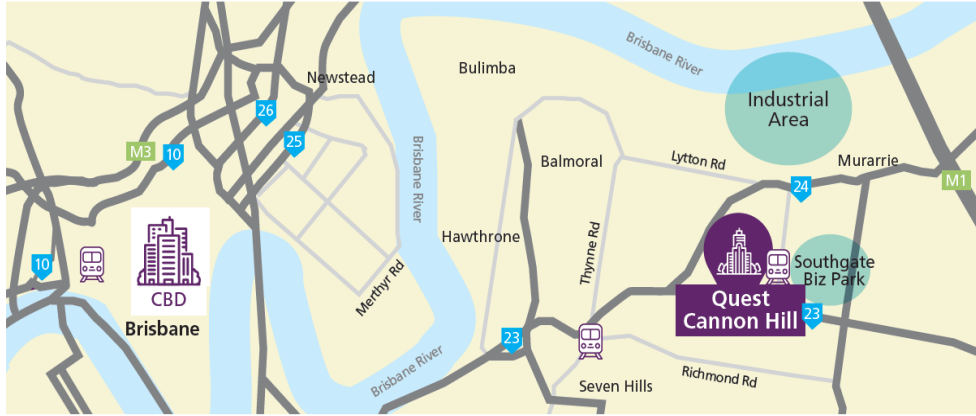 Brisbane River
Newstead
Bulimba
Industrial
Area
26
25
M3
10
Brisbane River
Balmoral
Lytton Rd
Murarrie
M1
24
Hawthrone
Thynne Rd
Merthyr Rd
10
CBD
Brisbane
Southgate
Biz Park
Quest
Cannon Hill
23
23
Brisbane River
Richmond Rd
Seven Hills